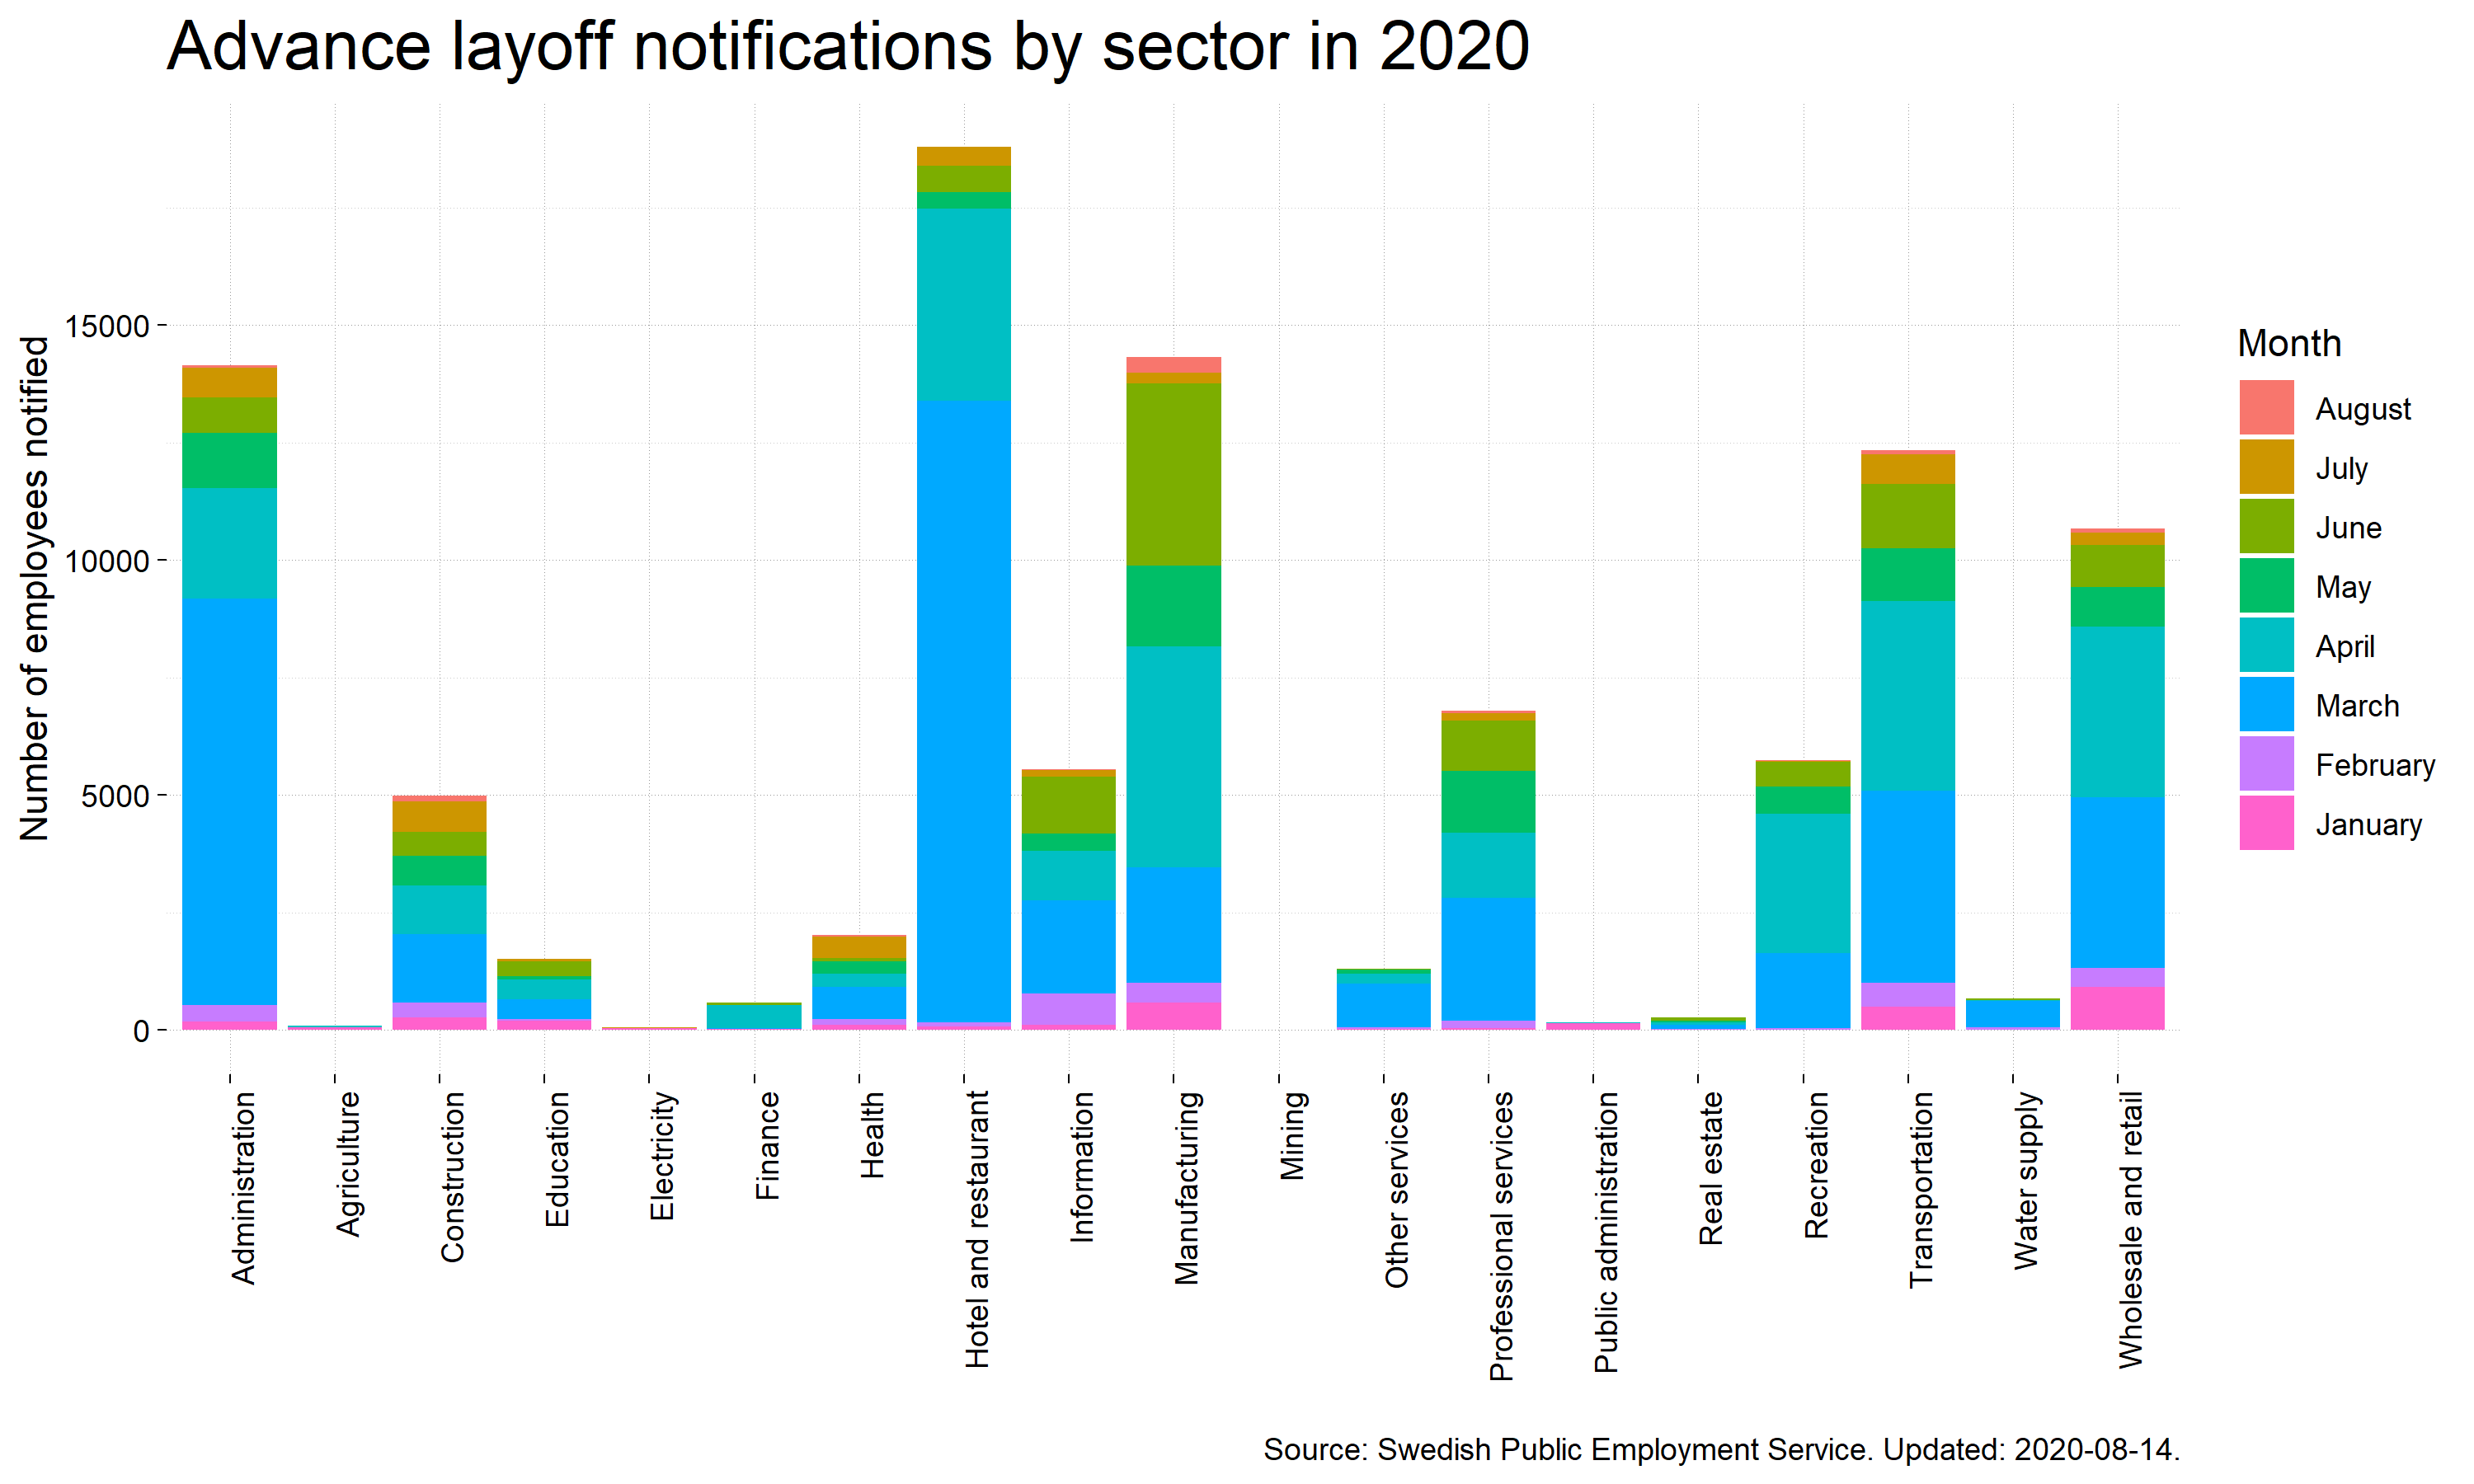 Advance layoff notifications by sector in 2020
Number of employees notified
15000
10000
5000
0
Administration
Agriculture
Construction
Education
Electricity
Finance
Health
Hotel and restaurant
Information
Manufacturing
Mining
Other services
Professional services
Public administration
Real estate
Recreation
Transportation
Water supply
Wholesale and retail
Month
August
July
June
May
April
March
February
January
Source: Swedish Public Employment Service. Updated: 2020-08-14.